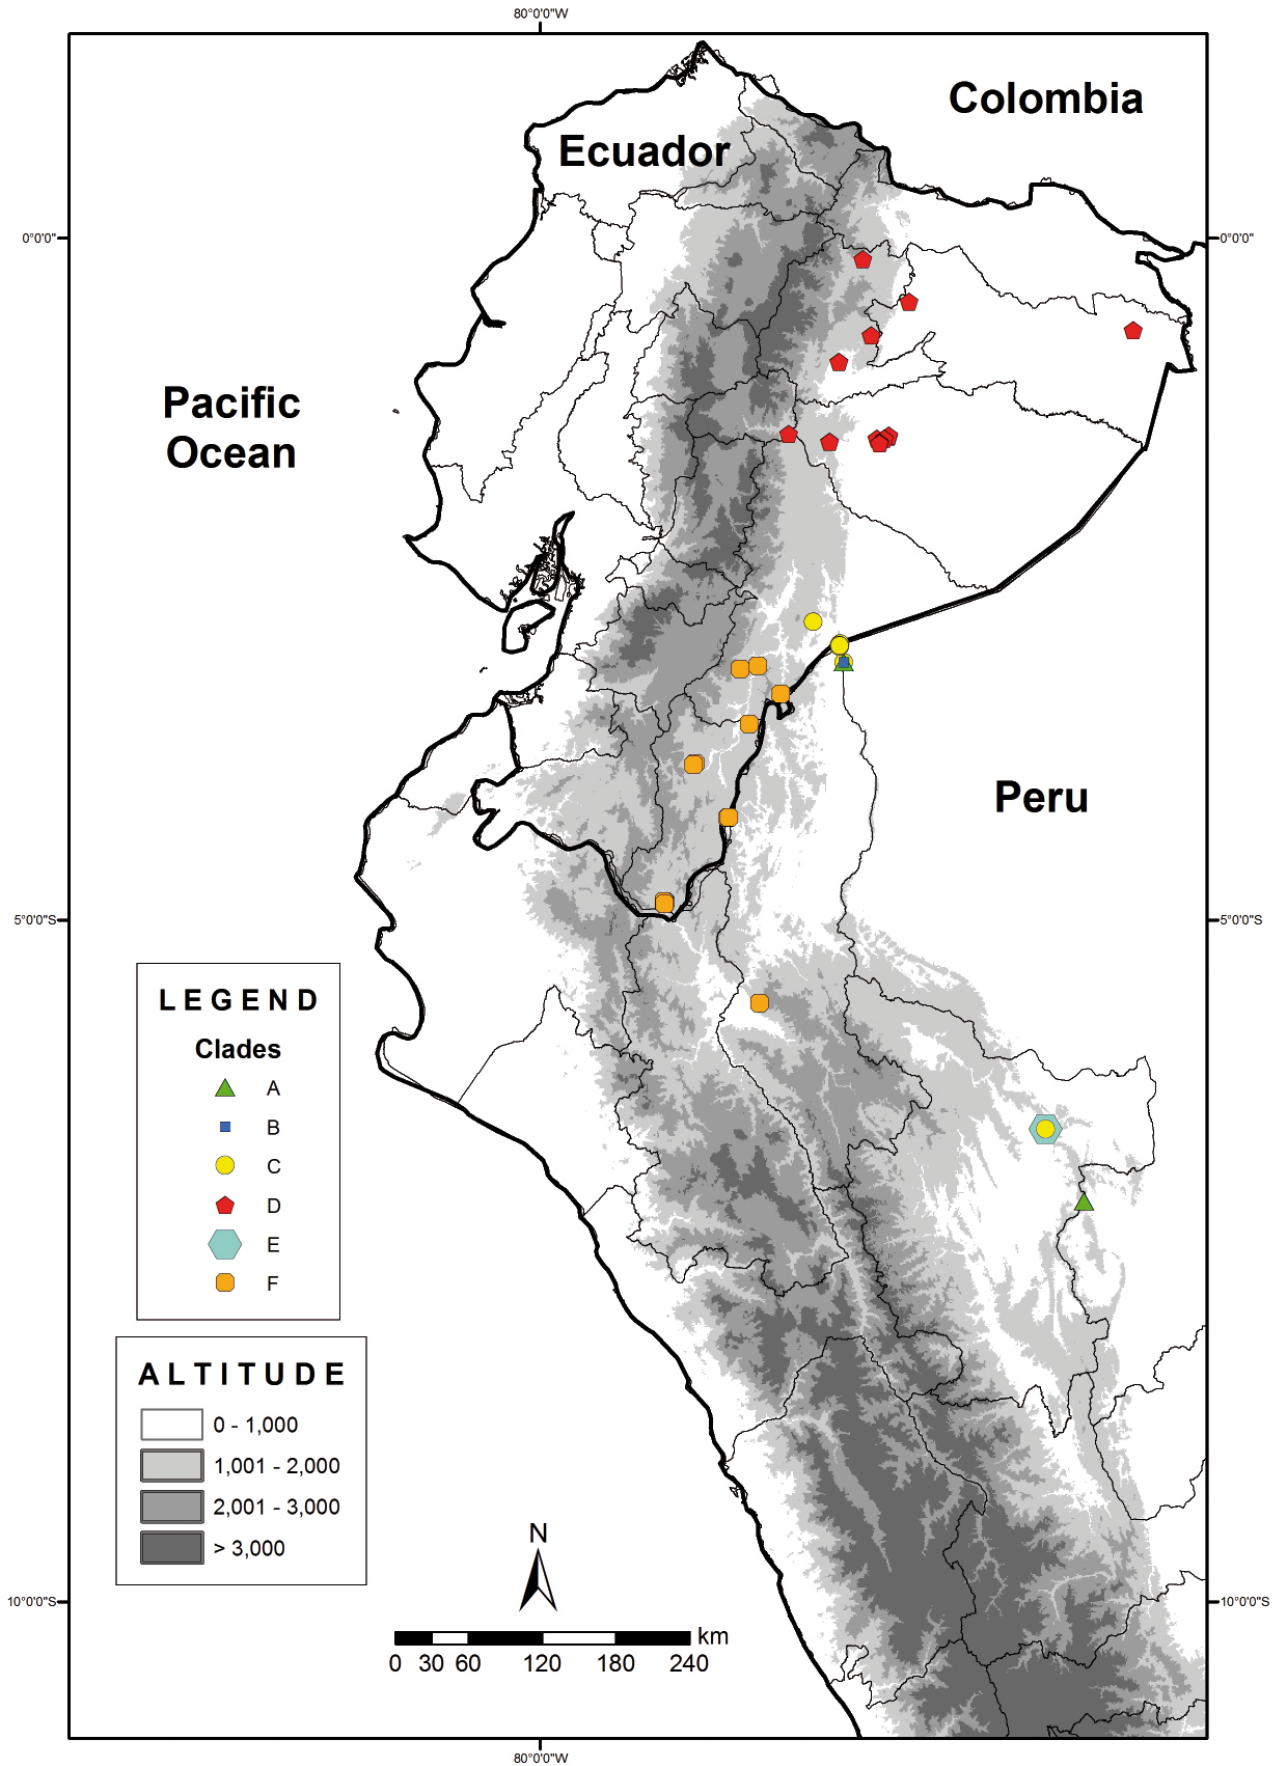 80°0'0"W
Colombia
Ecuador
0°0'0"
0°0'0"
Pacific
Ocean
Peru
5°0'0"S
5°0'0"S
LEGEND
Clades
A
B
C
D
E
F
ALTITUDE
0 - 1,000
1,001 - 2,000
2,001 - 3,000
> 3,000
N
10°0'0"S
10°0'0"S
km
0 30 60 120 180 240
80°0'0"W